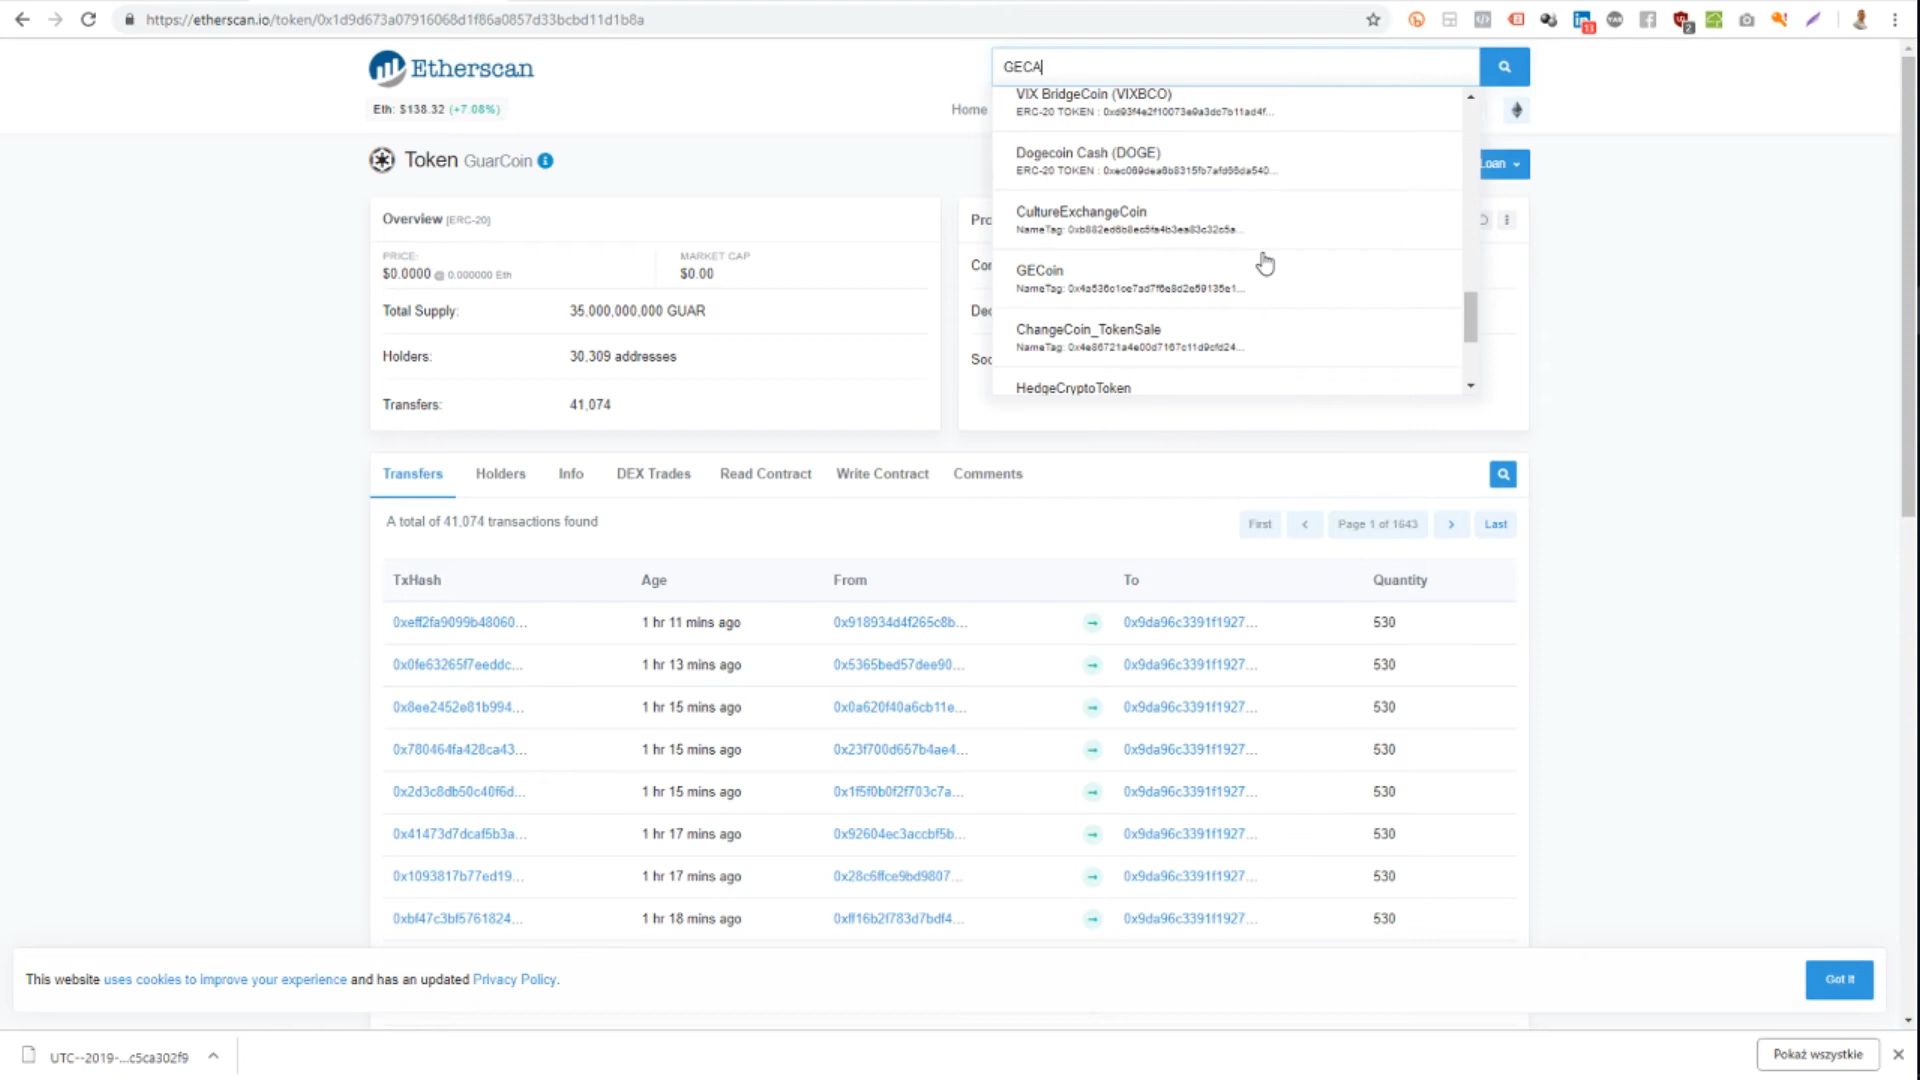 https://etherscan.io/token/0x1d9d673a07916068d1f86a0857d33bcbd11d1b8a
13
2
Etherscan
GECA
Eth: $138.32 (+7.08%)
Home
VIX BridgeCoin (VIXBCO)
Dogecoin Cash (DOGE)
CultureExchangeCoin
GECoin
ChangeCoin_TokenSale
HedgeCryptoToken
Token GuarCoin
Loan
Overview [ERC-20]
PRICE:
MARKET CAP
$0.0000 @ 0.000000 Eth
$0.00
Total Supply:
35,000,000,000 GUAR
Holders:
30,309 addresses
Transfers:
41,074
Transfers Holders Info DEX Trades Read Contract Write Contract Comments
A total of 41,074 transactions found
First
Page 1 of 1643
Last
TxHash Age From To Quantity
0xeff2fa9099b48060... 1 hr 11 mins ago 0x918934d4f265c8b... 0x9da96c3391f1927... 530
0x0fe63265f7eeddc... 1 hr 13 mins ago 0x5365bed57dee90... 0x9da96c3391f1927... 530
0x8ee2452e81b994... 1 hr 15 mins ago 0x0a620f40a6cb11e... 0x9da96c3391f1927... 530
0x780464fa428ca43... 1 hr 15 mins ago 0x23f700d657b4ae4... 0x9da96c3391f1927... 530
0x2d3c8db50c40f6d... 1 hr 15 mins ago 0x1f5f0b0f2f703c7a... 0x9da96c3391f1927... 530
0x41473d7dcaf5b3a... 1 hr 17 mins ago 0x92604ec3accbf5b... 0x9da96c3391f1927... 530
0x1093817b77ed19... 1 hr 17 mins ago 0x28c6ffce9bd9807... 0x9da96c3391f1927... 530
0xbf47c3bf5761824... 1 hr 18 mins ago 0xff16b2f783d7bdf4... 0x9da96c3391f1927... 530
This website uses cookies to improve your experience and has an updated Privacy Policy.
Got It
UTC--2019-...c5ca302f9
Pokaż wszystkie